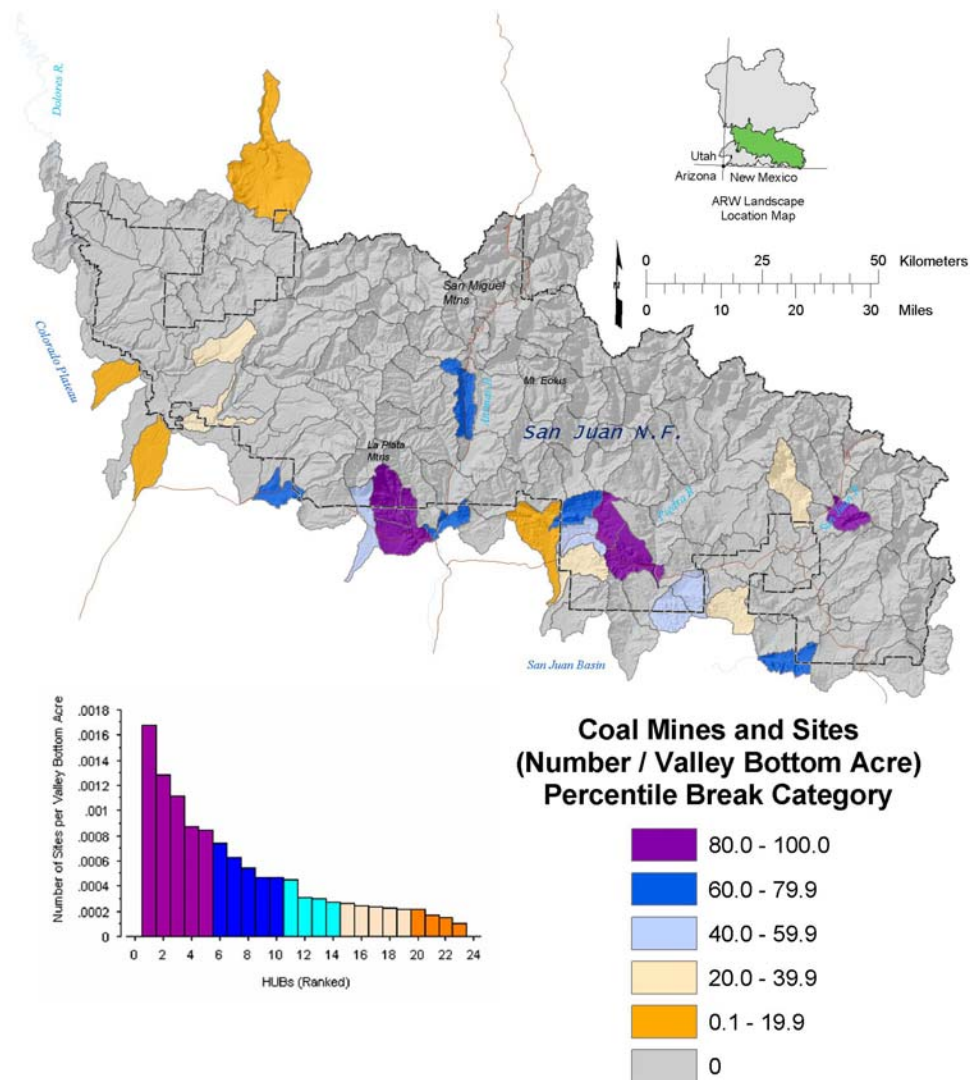 Dolores R.
Utah
Arizona
New Mexico
ARW Landscape
Location Map
N
0 25 50 Kilometers
0 10 20 30 Miles
San Miguel
Mtns
Colorado Plateau
Mt. Eolus
Animas R.
San Juan N.F.
La Plata
Mtns
Piedra R.
San Juan R.
San Juan Basin
Number of Sites per Valley Bottom Acre
.0018
.0016
.0014
.0012
.001
.0008
.0006
.0004
.0002
0
0 2 4 6 8 10 12 14 16 18 20 22 24
HUBs (Ranked)
Coal Mines and Sites
(Number / Valley Bottom Acre)
Percentile Break Category
80.0 - 100.0
60.0 - 79.9
40.0 - 59.9
20.0 - 39.9
0.1 - 19.9
0